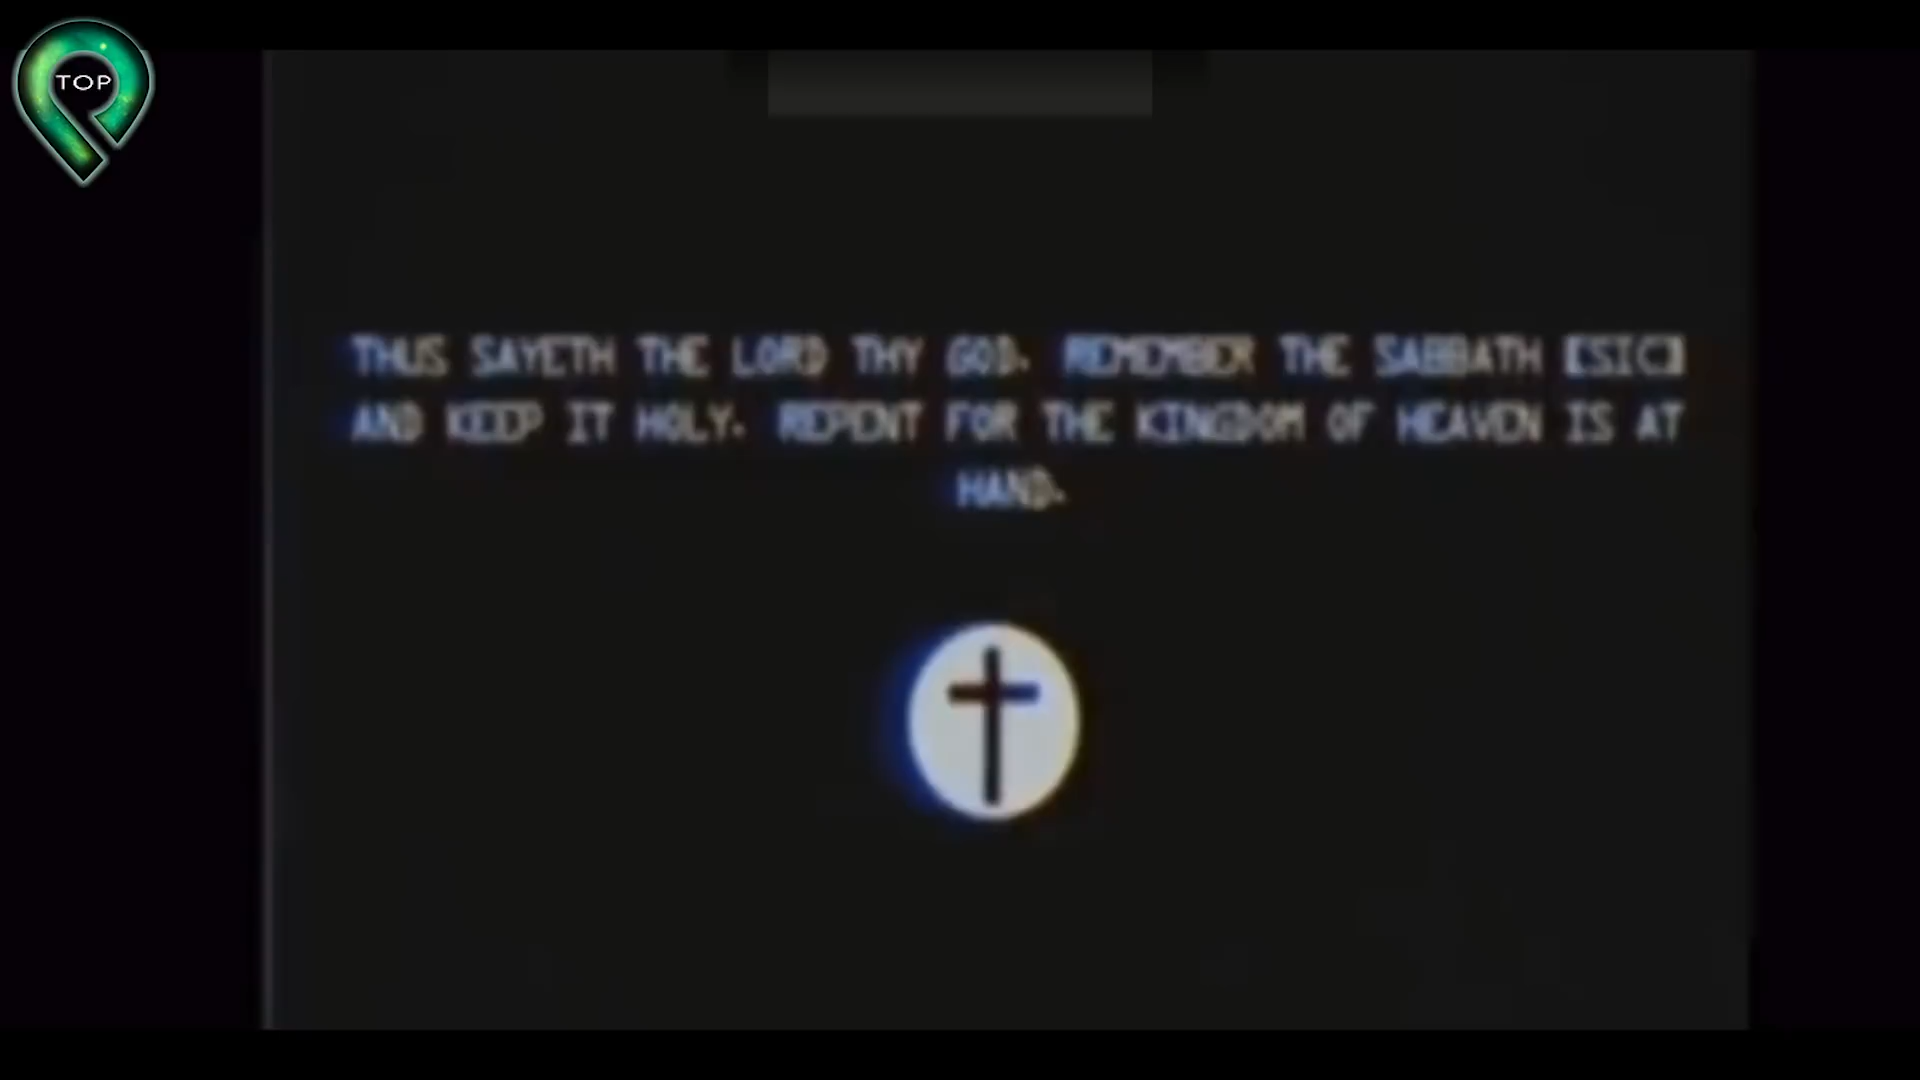 TOP
THUS SAYETH THE LORD THY GOD. REMEMBER THE SABBATH [SIC]
AND KEEP IT HOLY. REPENT FOR THE KINGDOM OF HEAVEN IS AT
HAND.